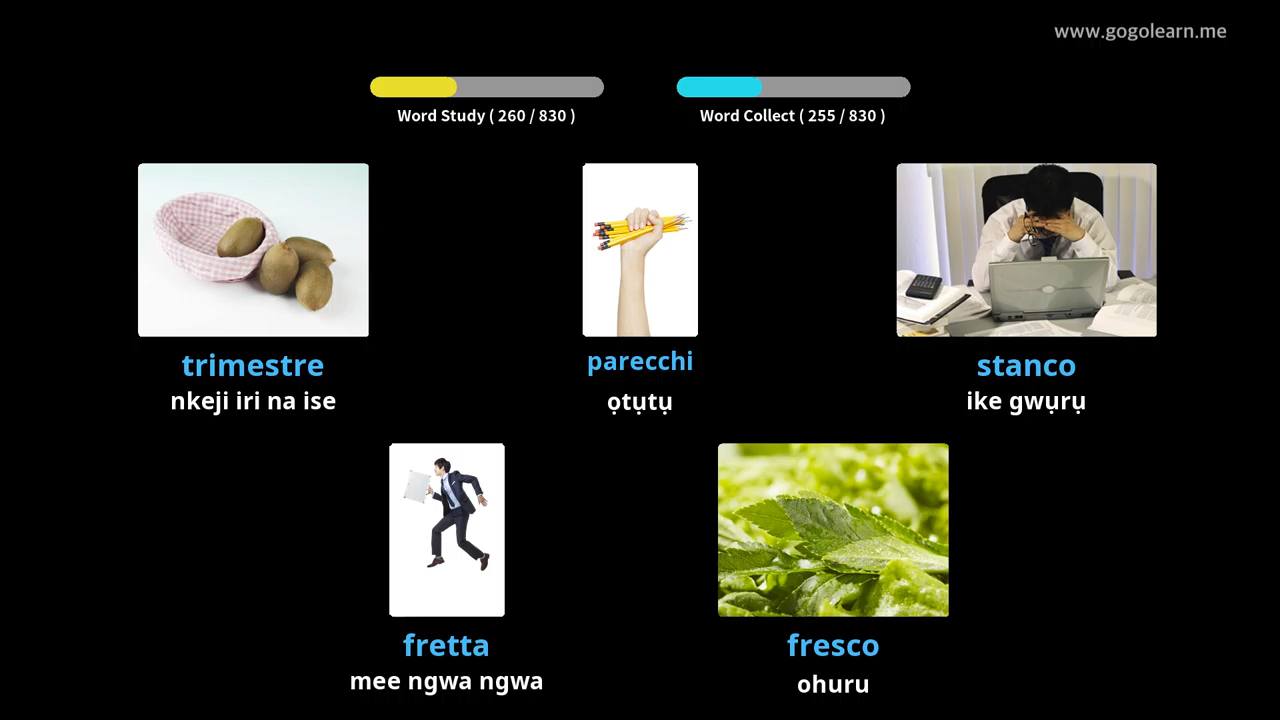 www.gogolearn.me
Word Study ( 260 / 830 )
Word Collect ( 255 / 830 )
trimestre
nkeji iri na ise
parecchi
ọtụtụ
stanco
ike gwụrụ
fretta
mee ngwa ngwa
fresco
ohuru